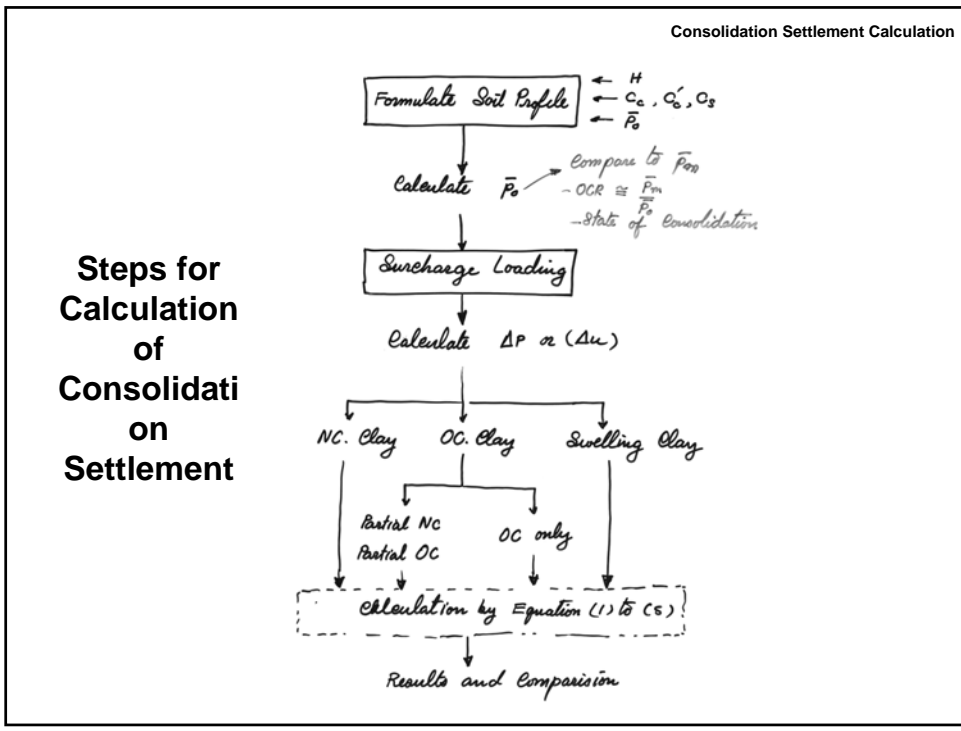 Consolidation Settlement Calculation
Steps for
Calculation
of
Consolidati
on
Settlement
Formulate Soil Profile
H
Cc, Cc', Cs
p̄o
Calculate p̄o
Compare to p̄m
- OCR ≅ p̄m / p̄o
- State of Consolidation
Surcharge Loading
Calculate ΔP or (Δu)
NC. Clay
OC. Clay
Swelling Clay
Partial NC
Partial OC
OC only
Calculation by Equation (1) to (5)
Results and Comparision